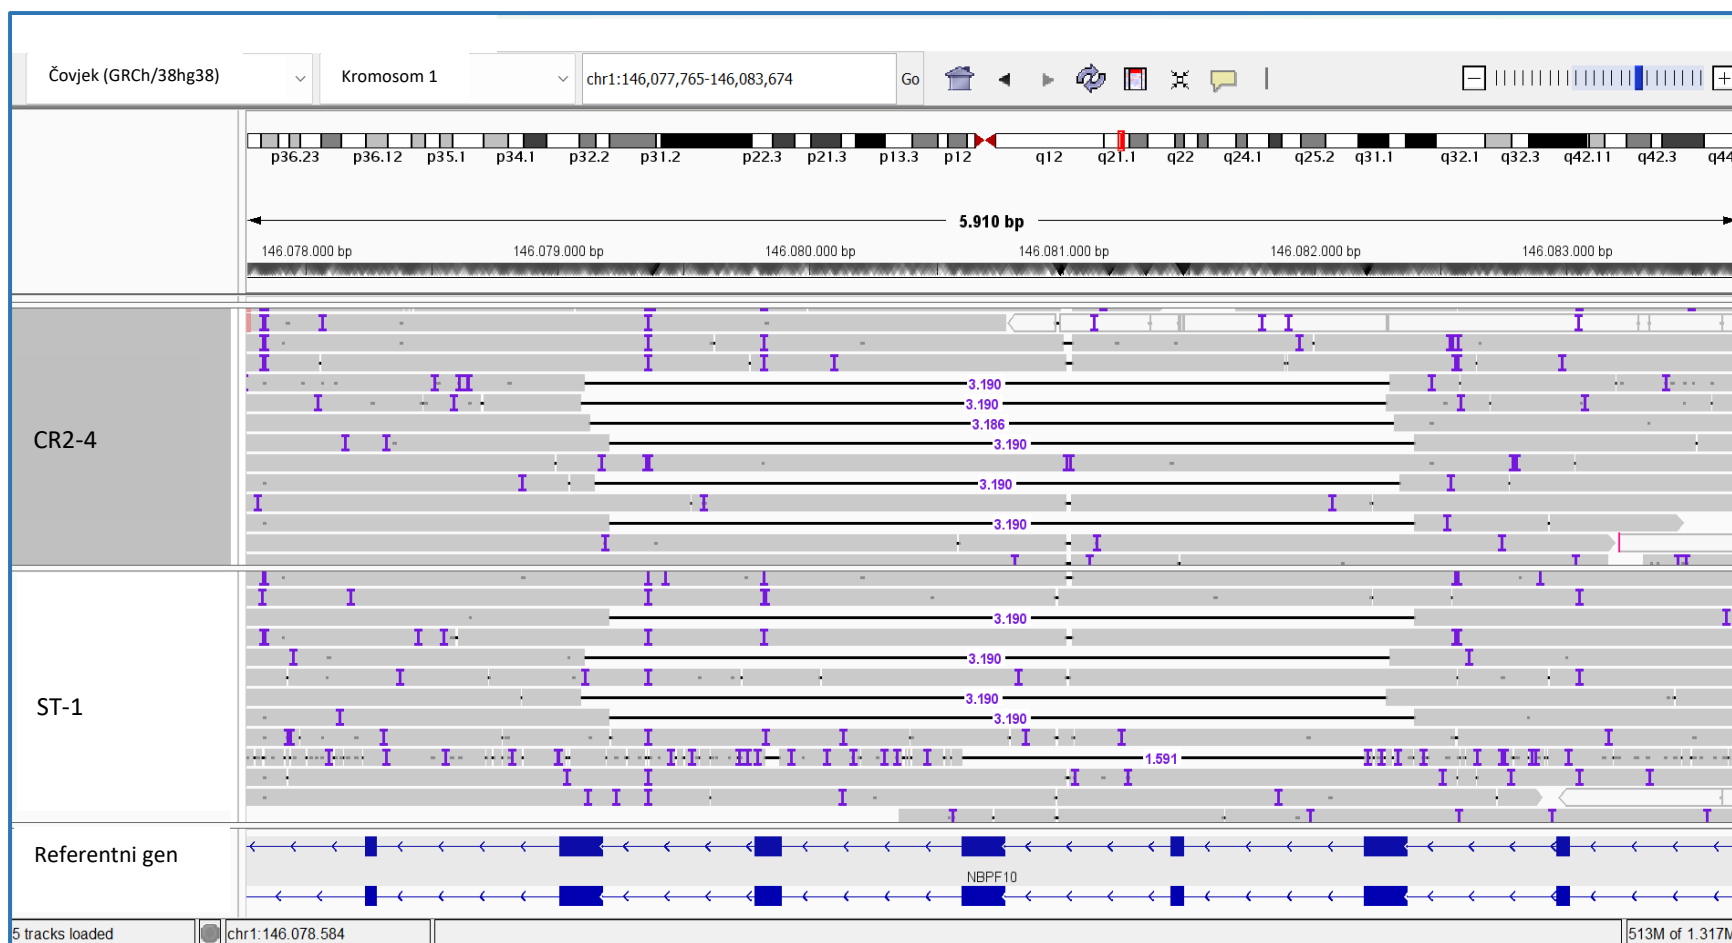 Čovjek (GRCh/38hg38) Kromosom 1 chr1:146,077,765-146,083,674 Go
p36.23 p36.12 p35.1 p34.1 p32.2 p31.2 p22.3 p21.3 p13.3 p12 q12 q21.1 q22 q24.1 q25.2 q31.1 q32.1 q32.3 q42.11 q42.3 q44
5.910 bp
146.078.000 bp 146.079.000 bp 146.080.000 bp 146.081.000 bp 146.082.000 bp 146.083.000 bp
3.190
3.190
3.186
CR2-4
3.190
3.190
3.190
3.190
3.190
3.190
ST-1
3.190
1.591
Referentni gen
NBPF10
5 tracks loaded chr1:146.078.584 513M of 1.317M